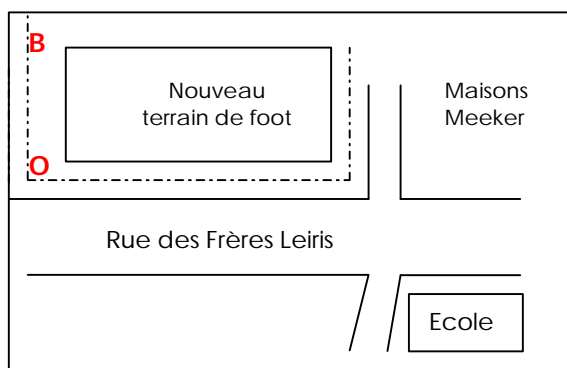 B
Nouveau
terrain de foot
Maisons
Meeker
O
Rue des Frères Leiris
Ecole